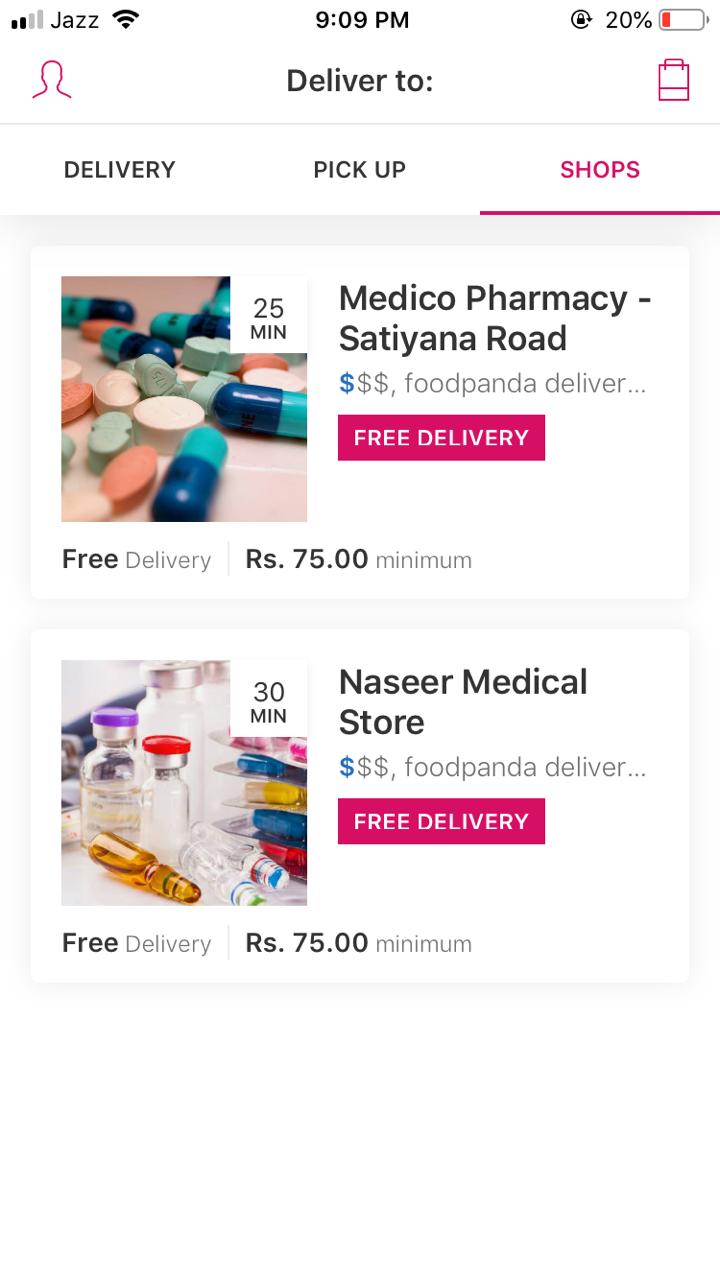 Jazz 9:09 PM 20%
Deliver to:
DELIVERY PICK UP SHOPS
25
MIN
Medico Pharmacy -
Satiyana Road
$$$, foodpanda deliver...
FREE DELIVERY
Free Delivery Rs. 75.00 minimum
30
MIN
Naseer Medical
Store
$$$, foodpanda deliver...
FREE DELIVERY
Free Delivery Rs. 75.00 minimum